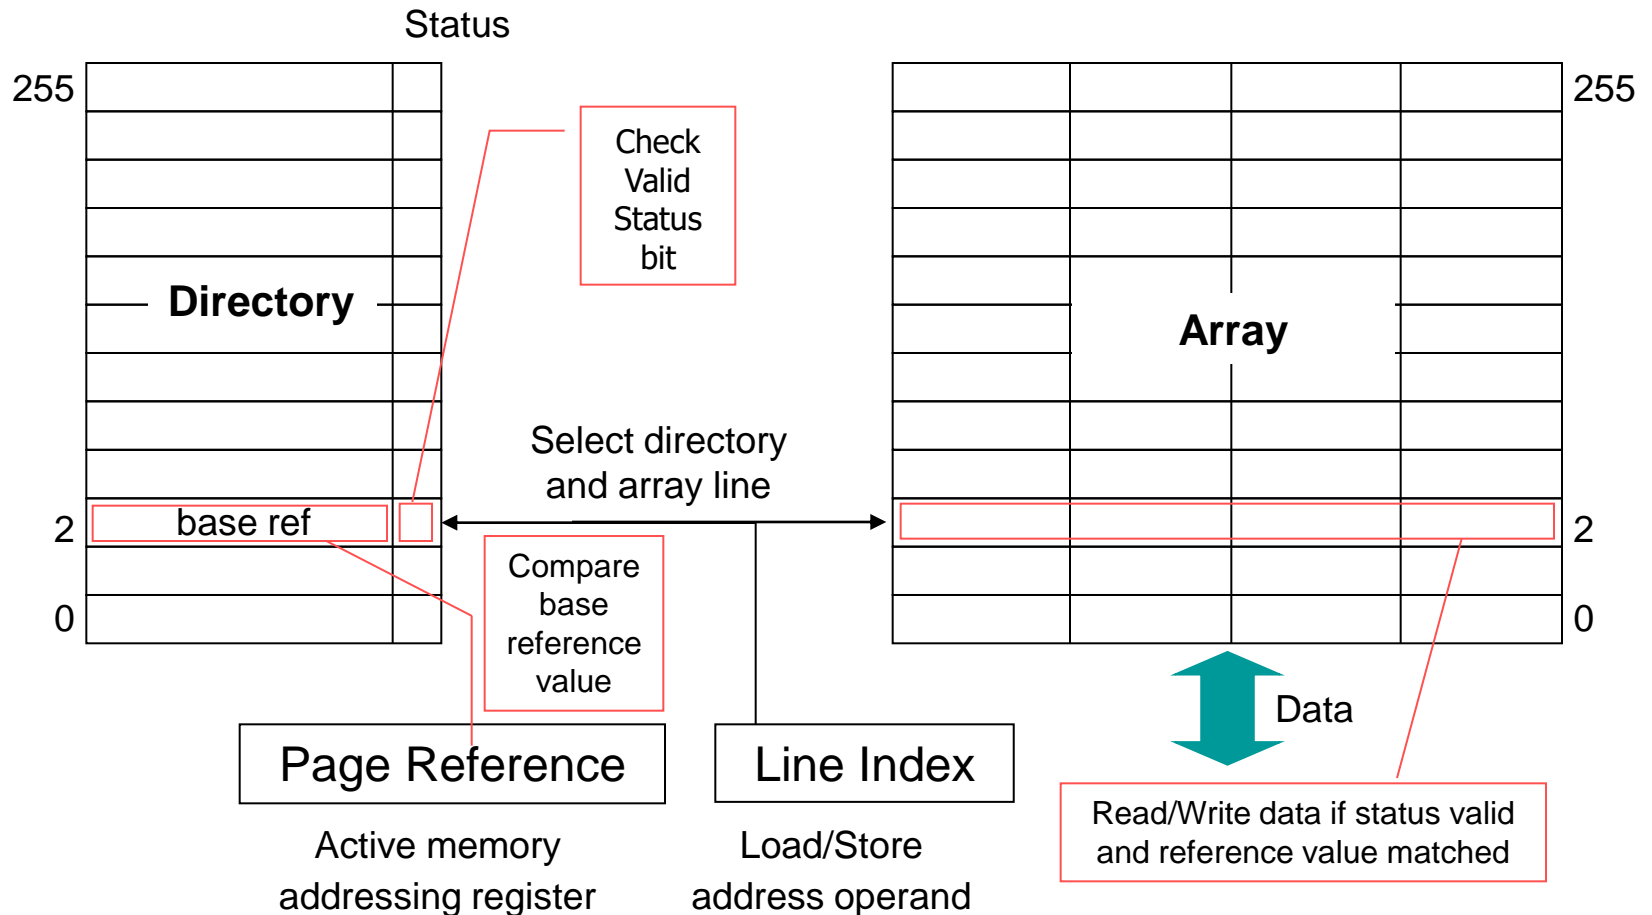 Status
255
255
Check
Valid
Status
bit
Directory
Array
Select directory
and array line
2
base ref
2
Compare
base
reference
value
0
0
Data
Page Reference
Line Index
Read/Write data if status valid
and reference value matched
Active memory
addressing register
Load/Store
address operand